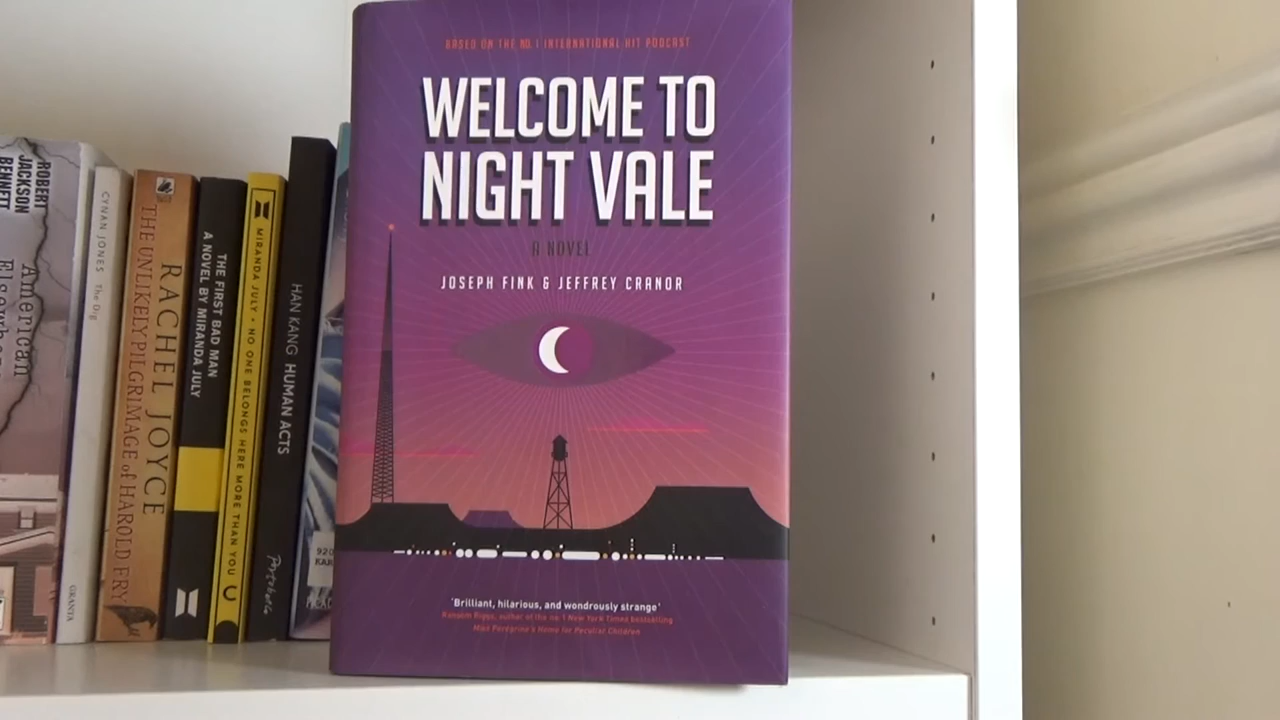 ROBERT
JACKSON
BENNETT
American
Elsewhere
CYNAN JONES The Dig
GRANTA
RACHEL JOYCE
THE UNLIKELY PILGRIMAGE of HAROLD FRY
THE FIRST BAD MAN
A NOVEL BY MIRANDA JULY
MIRANDA JULY • NO ONE BELONGS HERE MORE THAN YOU
HAN KANG HUMAN ACTS
Portobello
920
KAR
BASED ON THE NO.1 INTERNATIONAL HIT PODCAST
WELCOME TO
NIGHT VALE
A NOVEL
JOSEPH FINK & JEFFREY CRANOR
'Brilliant, hilarious, and wondrously strange'
Ransom Riggs, author of the no.1 New York Times bestselling
Miss Peregrine's Home for Peculiar Children